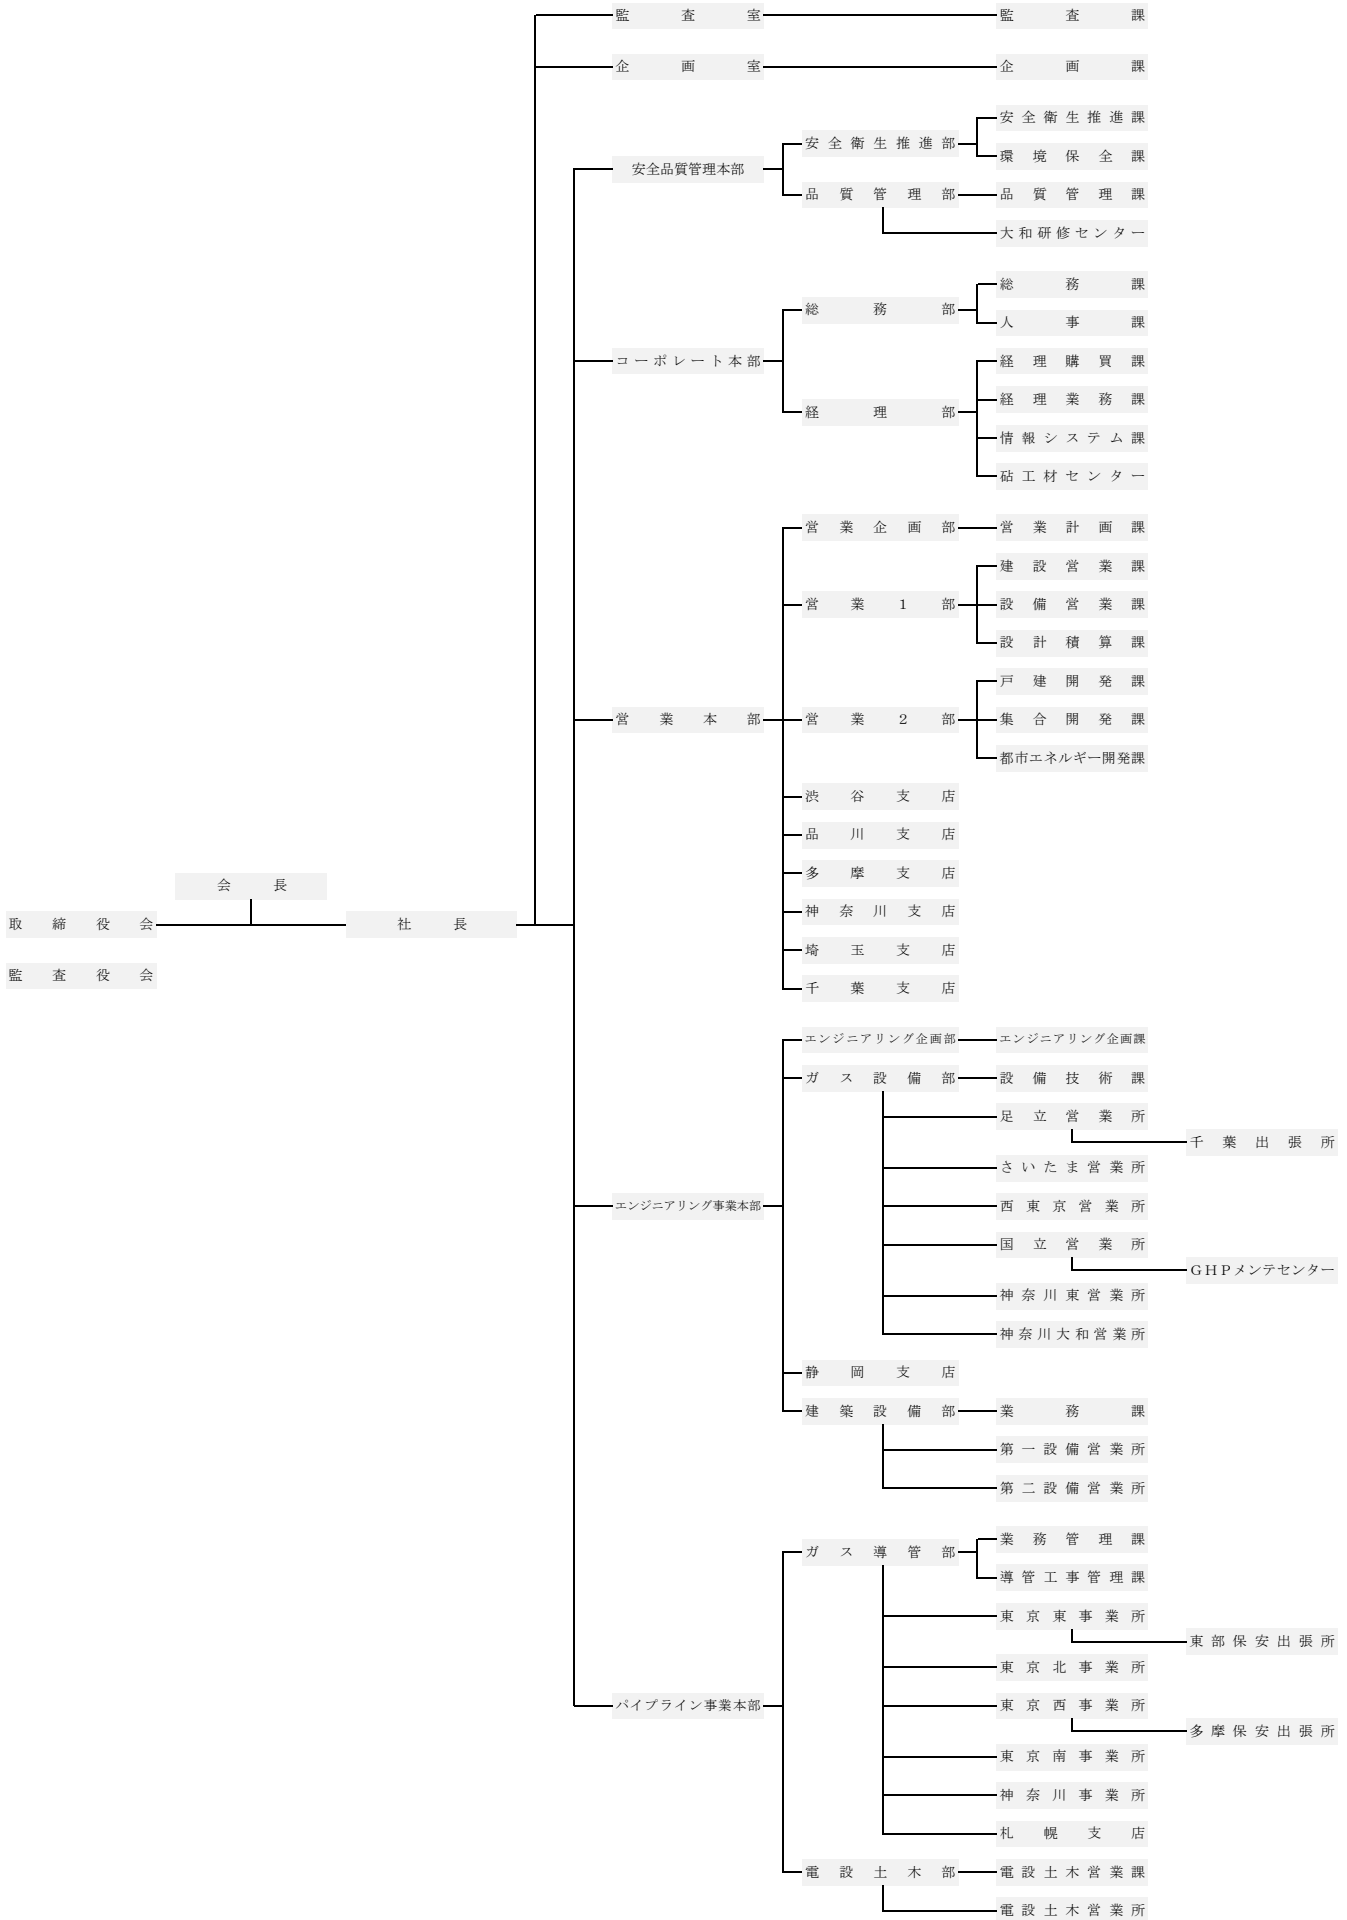 監査室
監査課
企画室
企画課
安全衛生推進課
安全衛生推進部
環境保全課
安全品質管理本部
品質管理部
品質管理課
大和研修センター
総務課
総務部
人事課
コーポレート本部
経理購買課
経理業務課
経理部
情報システム課
砧工材センター
営業企画部
営業計画課
建設営業課
営業１部
設備営業課
設計積算課
戸建開発課
営業本部
営業２部
集合開発課
都市エネルギー開発課
渋谷支店
品川支店
多摩支店
会長
神奈川支店
取締役会
社長
埼玉支店
監査役会
千葉支店
エンジニアリング企画部
エンジニアリング企画課
ガス設備部
設備技術課
足立営業所
千葉出張所
さいたま営業所
エンジニアリング事業本部
西東京営業所
国立営業所
ＧＨＰメンテセンター
神奈川東営業所
神奈川大和営業所
静岡支店
建築設備部
業務課
第一設備営業所
第二設備営業所
業務管理課
ガス導管部
導管工事管理課
東京東事業所
東部保安出張所
東京北事業所
パイプライン事業本部
東京西事業所
多摩保安出張所
東京南事業所
神奈川事業所
札幌支店
電設土木部
電設土木営業課
電設土木営業所